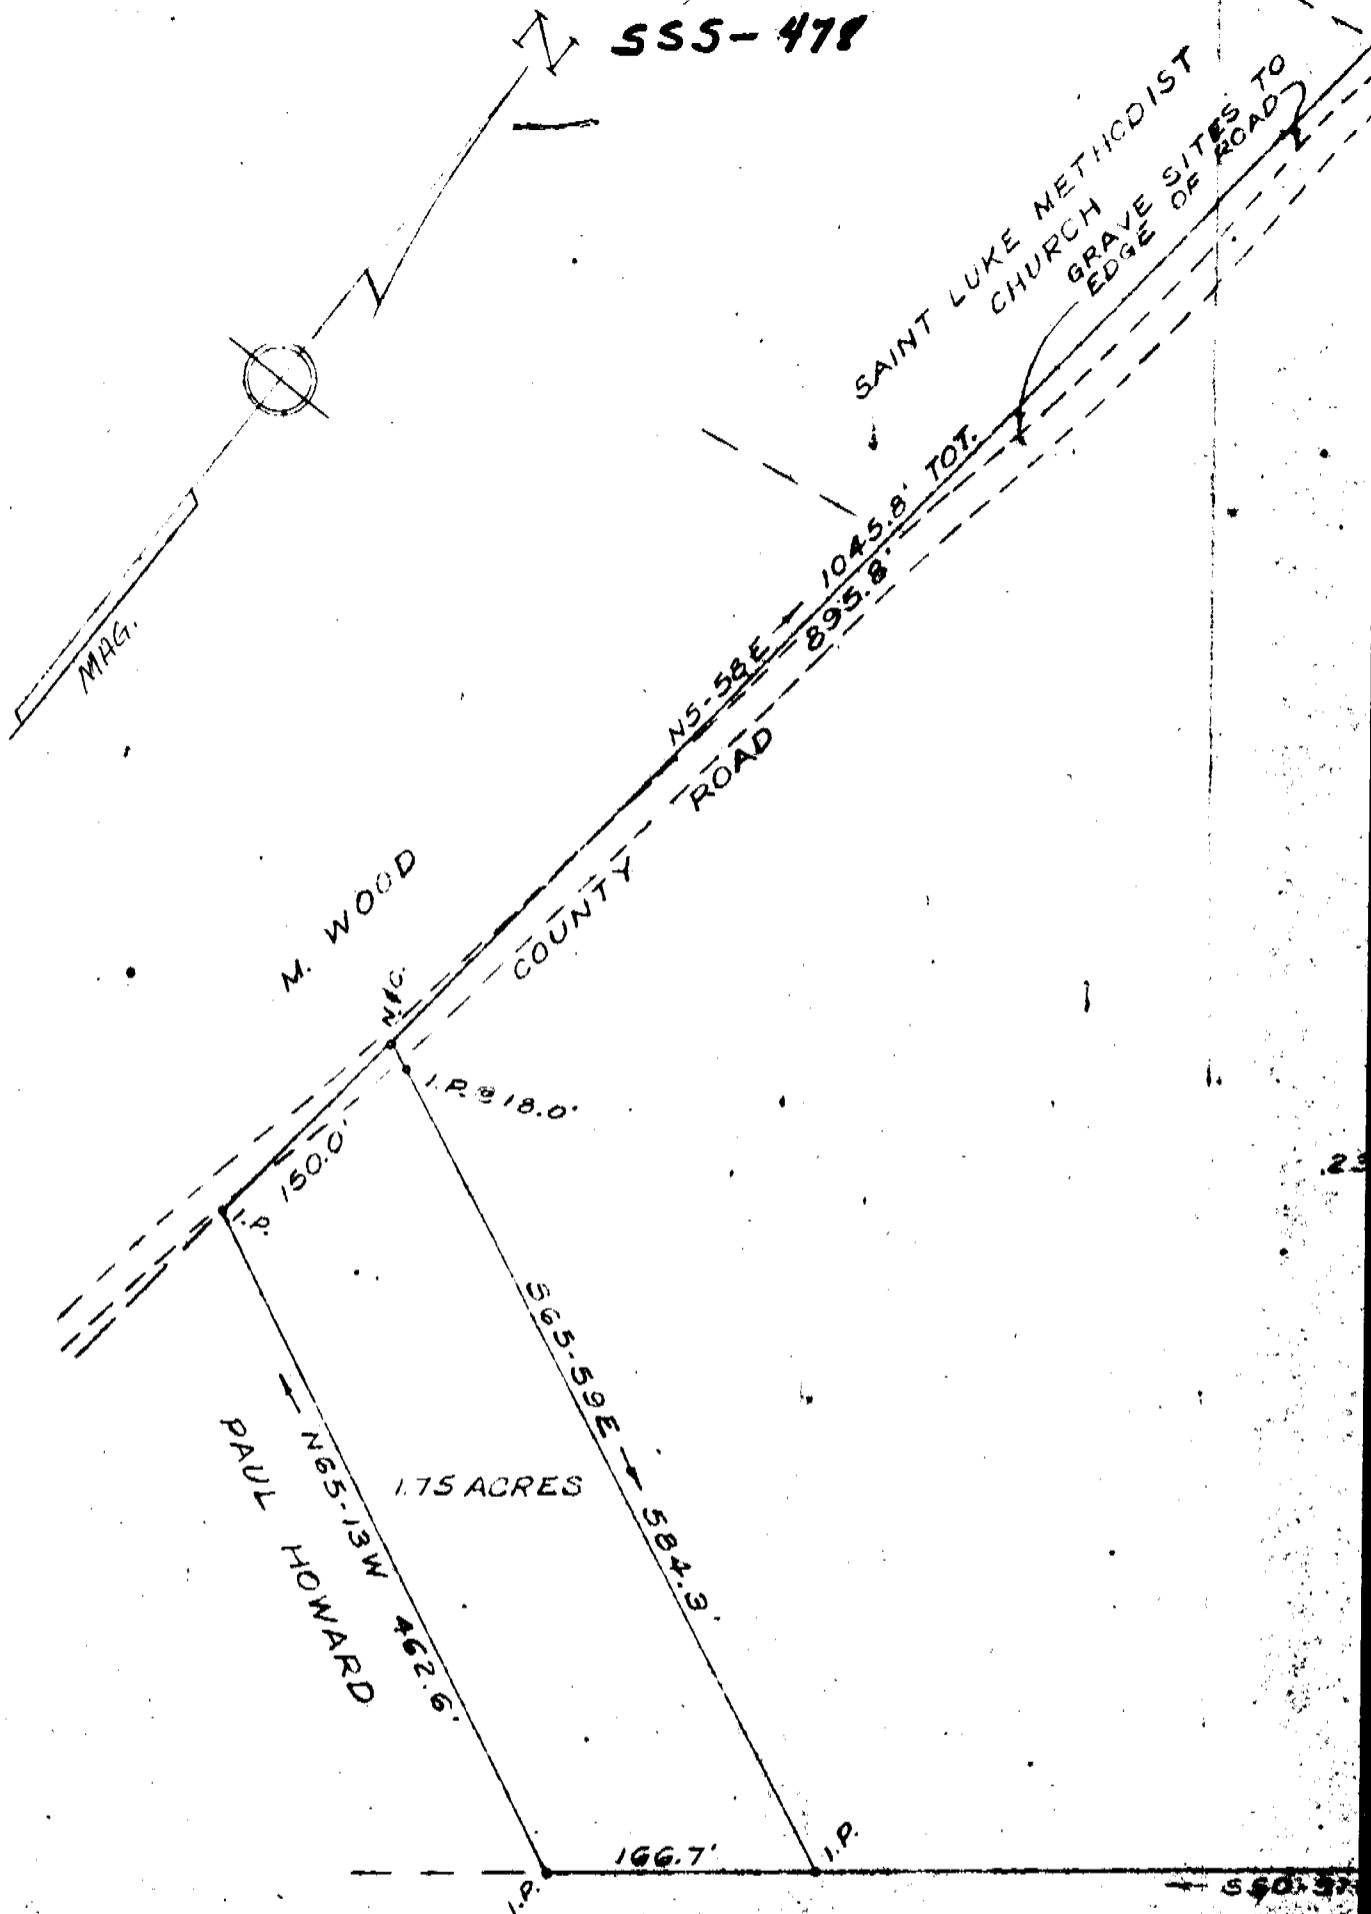 SSS-478
N
SAINT LUKE METHODIST
CHURCH
GRAVE SITES TO
EDGE OF ROAD
MAG.
1045.8' TOT.
N5-58E
895.8'
COUNTY ROAD
M. WOOD
I.P. @ 18.0'
150.0'
I.P.
S65-59E 584.3'
N65-13W 462.6'
PAUL HOWARD
1.75 ACRES
166.7'
I.P.
I.P.